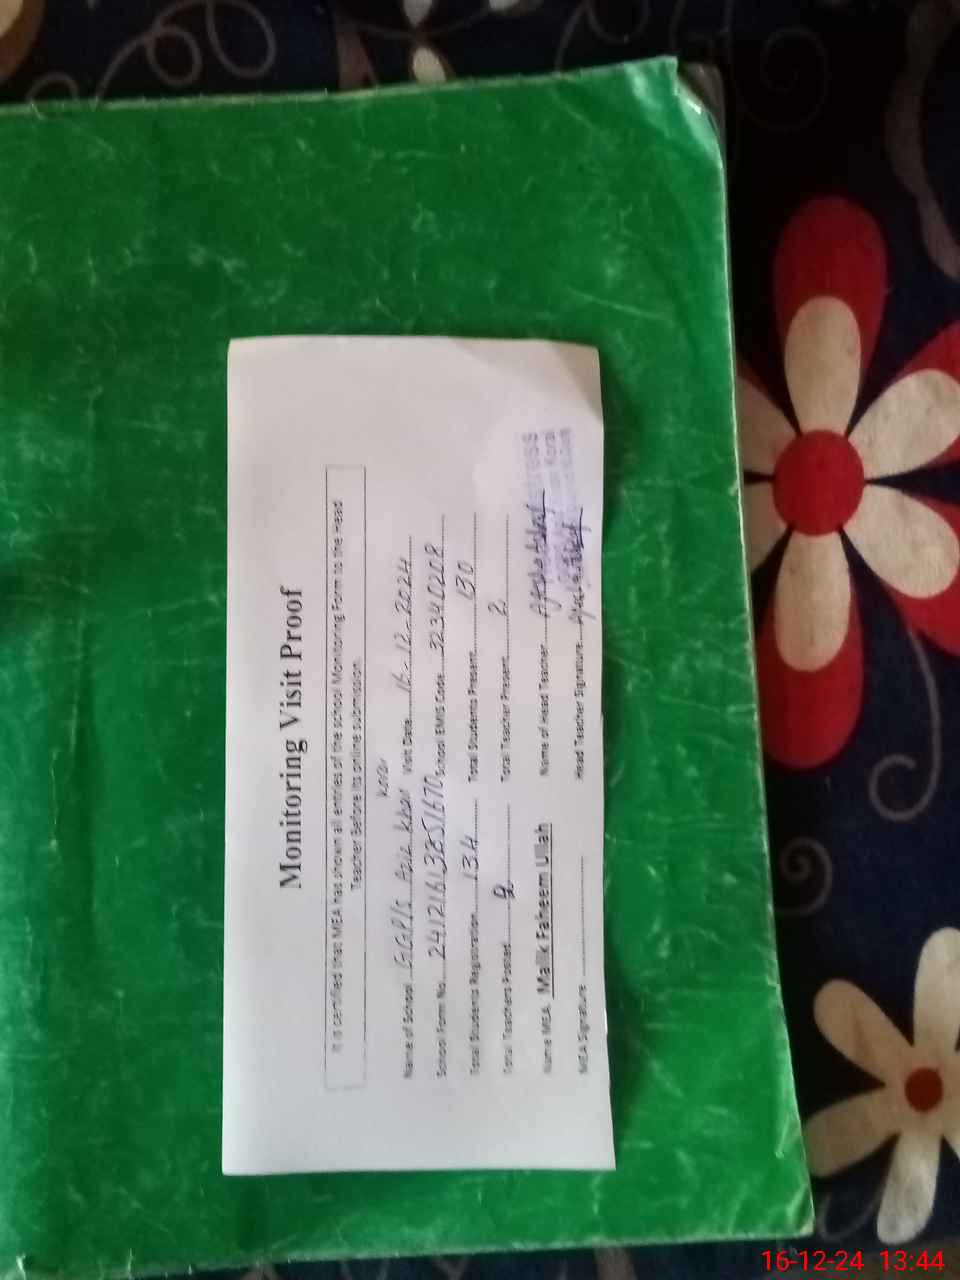 Monitoring Visit Proof
It is certified that MEA has shown all entries of the school Monitoring Form to the Head
Teacher Before its online submission.
Name of School GGP/S Aziz Khan Korai Visit Date 16-12-2024
School Form No. 24121613851670 School EMIS Code 32340208
Total Students Registration 134 Total Students Present 130
Total Teachers Posted 2 Total Teacher Present 2
Name MEA. Malik Faheem Ullah Name of Head Teacher
MEA Signature Head Teacher Signature
16-12-24 13:44